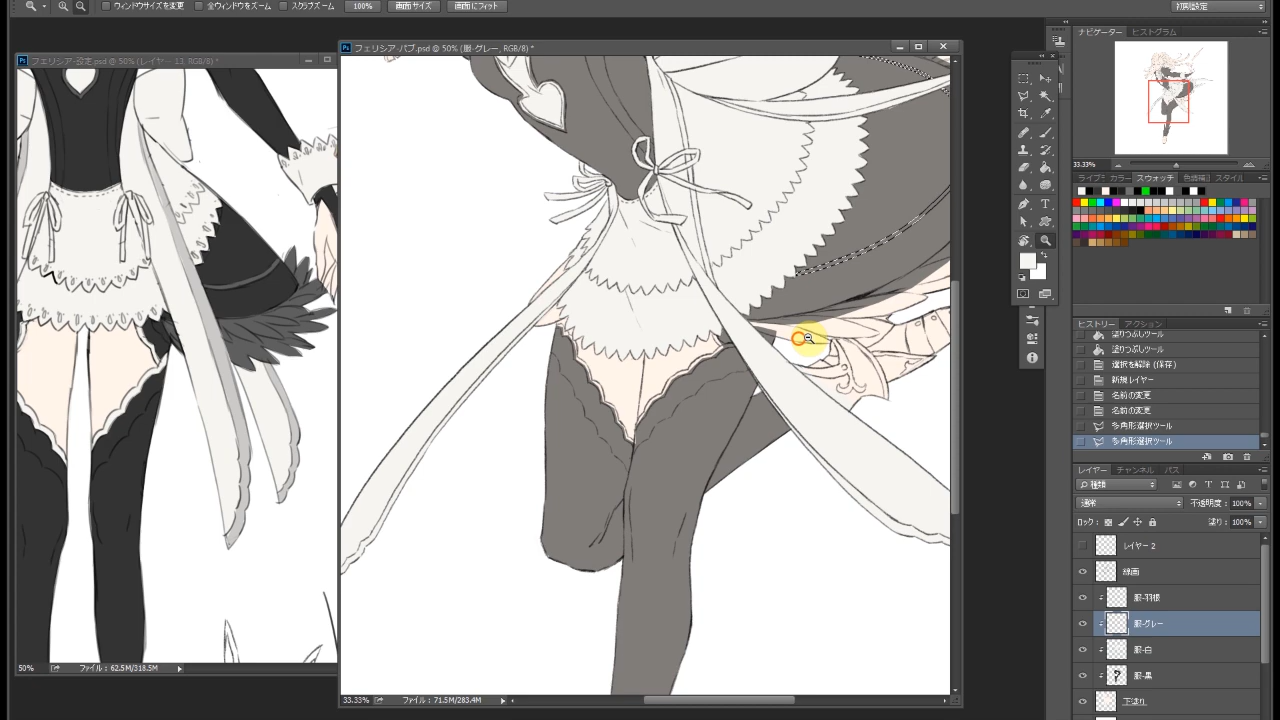 ウィンドウサイズを変更
全ウィンドウをズーム
スクラブズーム
100%
画面サイズ
画面にフィット
初期設定
フェリシア-設定.psd @ 50% (レイヤー 13, RGB/8) *
フェリシア-パブ.psd @ 50% (服-グレー, RGB/8) *
ナビゲーター
ヒストグラム
33.33%
カラー
スウォッチ
スタイル
ヒストリー
アクション
塗りつぶしツール
塗りつぶしツール
選択を解除 (保存)
新規レイヤー
名前の変更
名前の変更
多角形選択ツール
多角形選択ツール
レイヤー
チャンネル
パス
種類
通常
不透明度: 100%
ロック:
塗り: 100%
レイヤー 2
線画
服-羽根
服-グレー
服-白
服-黒
下塗り
50%
ファイル : 62.5M/318.5M
33.33%
ファイル : 71.5M/283.4M